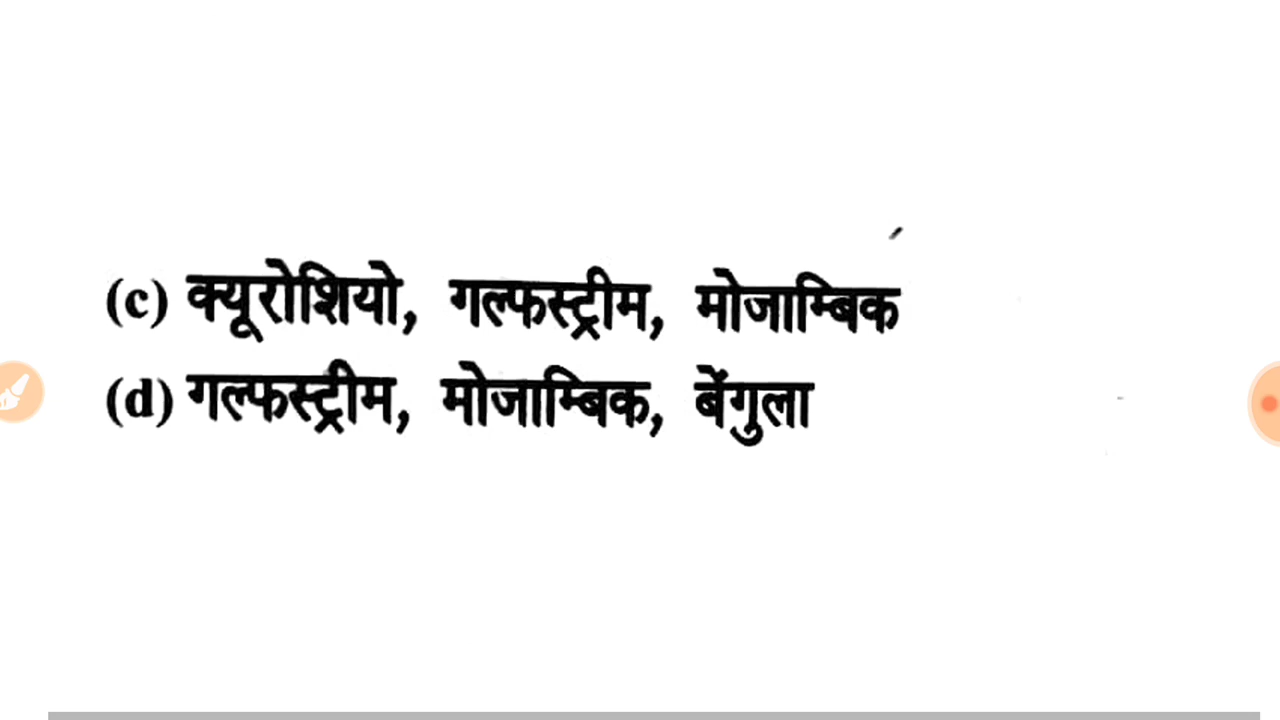 (c) क्यूरोशियो, गल्फस्ट्रीम, मोजाम्बिक
(d) गल्फस्ट्रीम, मोजाम्बिक, बेंगुला